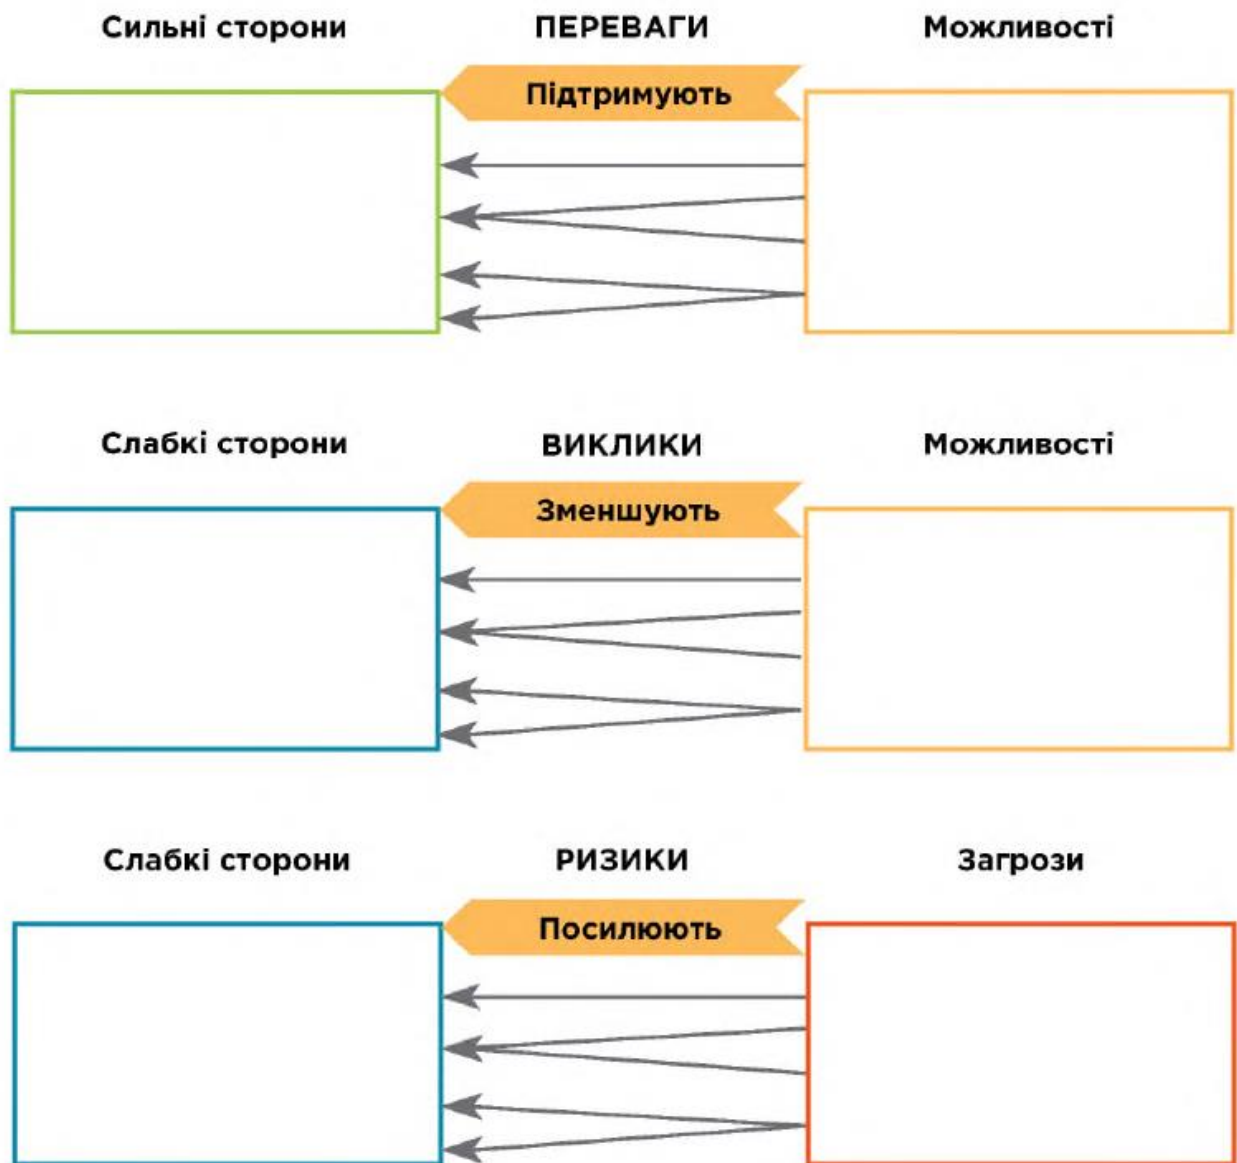 Сильні сторони ПЕРЕВАГИ Можливості
Підтримують
Слабкі сторони ВИКЛИКИ Можливості
Зменшують
Слабкі сторони РИЗИКИ Загрози
Посилюють